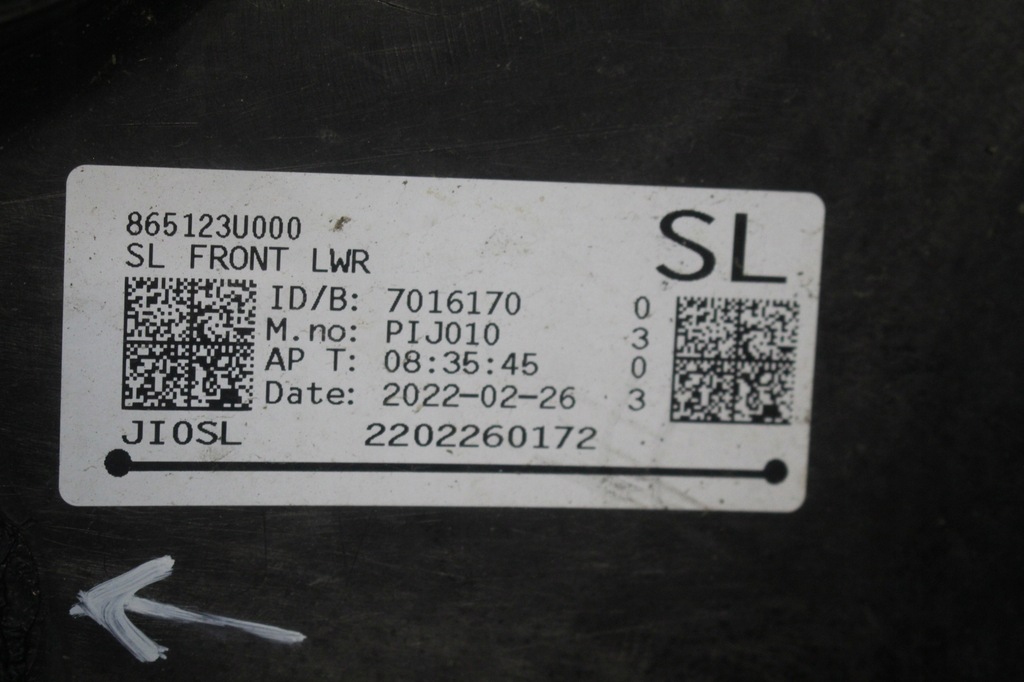 865123U000
SL FRONT LWR
SL
ID/B: 7016170
M.no: PIJ010
AP T: 08:35:45
Date: 2022-02-26
0
3
0
3
JIOSL 2202260172